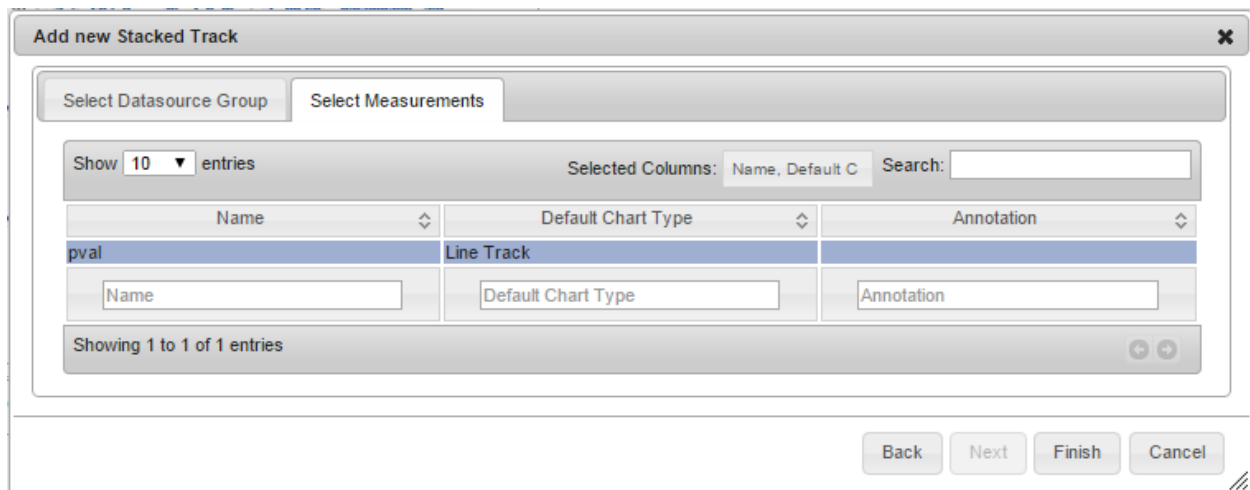 Add new Stacked Track
Select Datasource Group Select Measurements
Show 10 entries Selected Columns: Name, Default C Search:
Name Default Chart Type Annotation
pval Line Track
Name Default Chart Type Annotation
Showing 1 to 1 of 1 entries
Back Next Finish Cancel